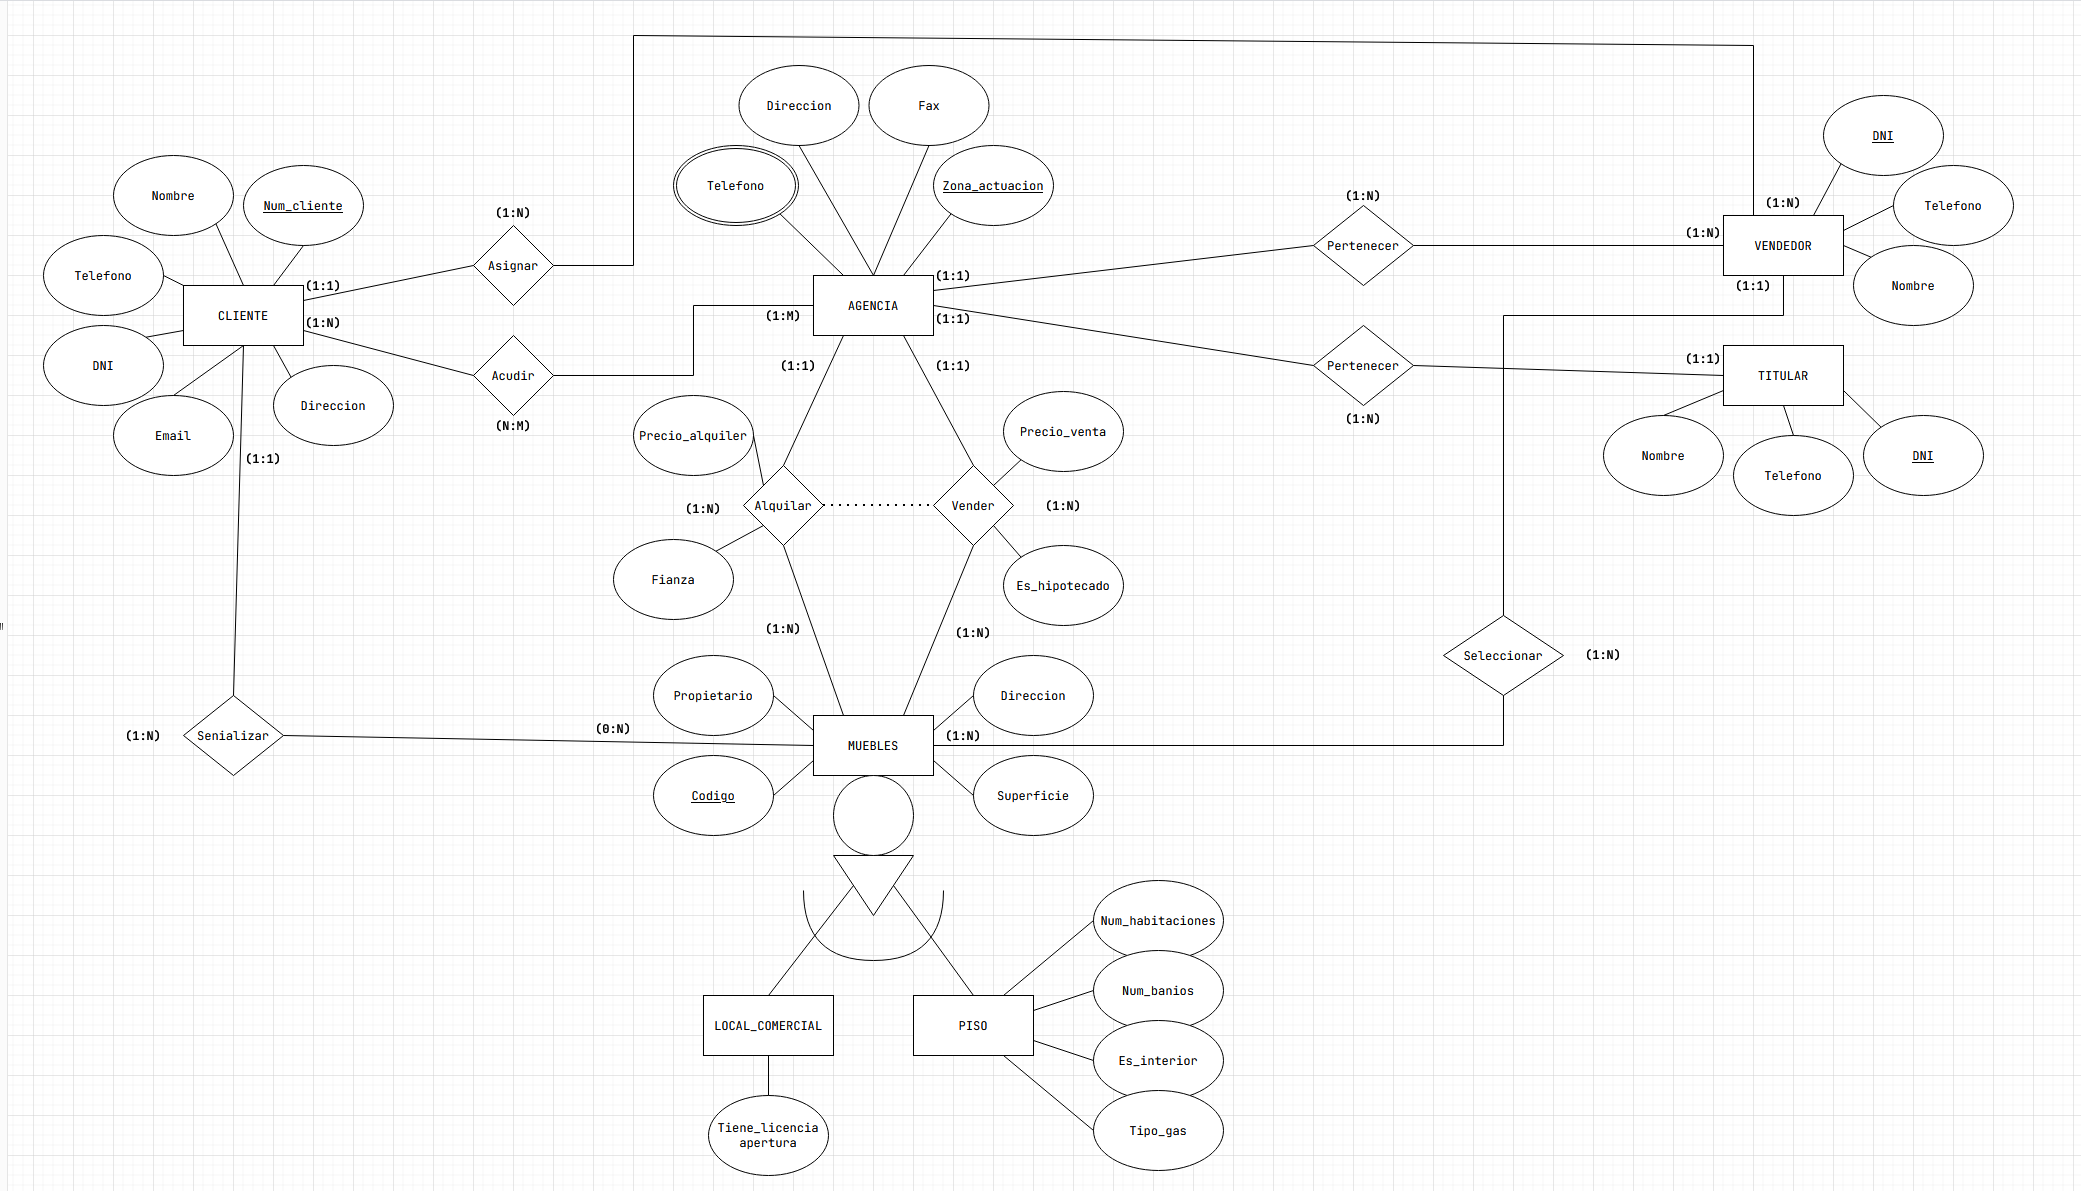 Direccion
Fax
DNI
Telefono
Zona_actuacion
Nombre
Num_cliente
(1:N)
(1:N)
Telefono
(1:N)
Asignar
Pertenecer
(1:N)
VENDEDOR
Telefono
(1:1)
(1:1)
(1:1)
Nombre
CLIENTE
(1:N)
(1:M)
AGENCIA
(1:1)
DNI
Acudir
(1:1)
(1:1)
Pertenecer
(1:1)
TITULAR
Email
Direccion
(N:M)
(1:N)
Precio_alquiler
Precio_venta
(1:1)
Nombre
Telefono
DNI
(1:N)
Alquilar
Vender
(1:N)
Fianza
Es_hipotecado
(1:N)
(1:N)
Seleccionar
(1:N)
Propietario
Direccion
(1:N)
Senializar
(0:N)
MUEBLES
(1:N)
Codigo
Superficie
Num_habitaciones
Num_banios
LOCAL_COMERCIAL
PISO
Es_interior
Tiene_licencia
apertura
Tipo_gas